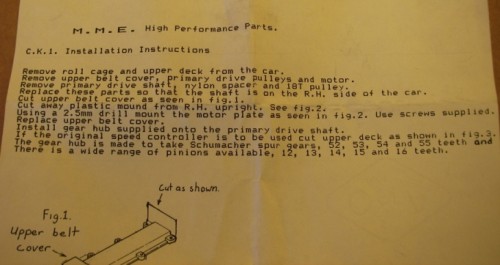 M.M.E. High Performance Parts.
C.K.1. Installation Instructions
Remove roll cage and upper deck from the car.
Remove upper belt cover, primary drive pulleys and motor.
Remove primary drive shaft, nylon spacer and 18T pulley.
Replace these parts so that the shaft is on the R.H. side of the car.
Cut upper belt cover as seen in fig.1.
Cut away plastic mound from R.H. upright. See fig.2.
Using a 2.5mm drill mount the motor plate as seen in fig.2. Use screws supplied.
Replace upper belt cover.
Install gear hub supplied onto the primary drive shaft.
If the original speed controller is to be used cut upper deck as shown in fig.3.
The gear hub is made to take Schumacher spur gears, 52, 53, 54 and 55 teeth and
There is a wide range of pinions available, 12, 13, 14, 15 and 16 teeth.
Cut as shown.
Fig.1.
Upper belt
cover